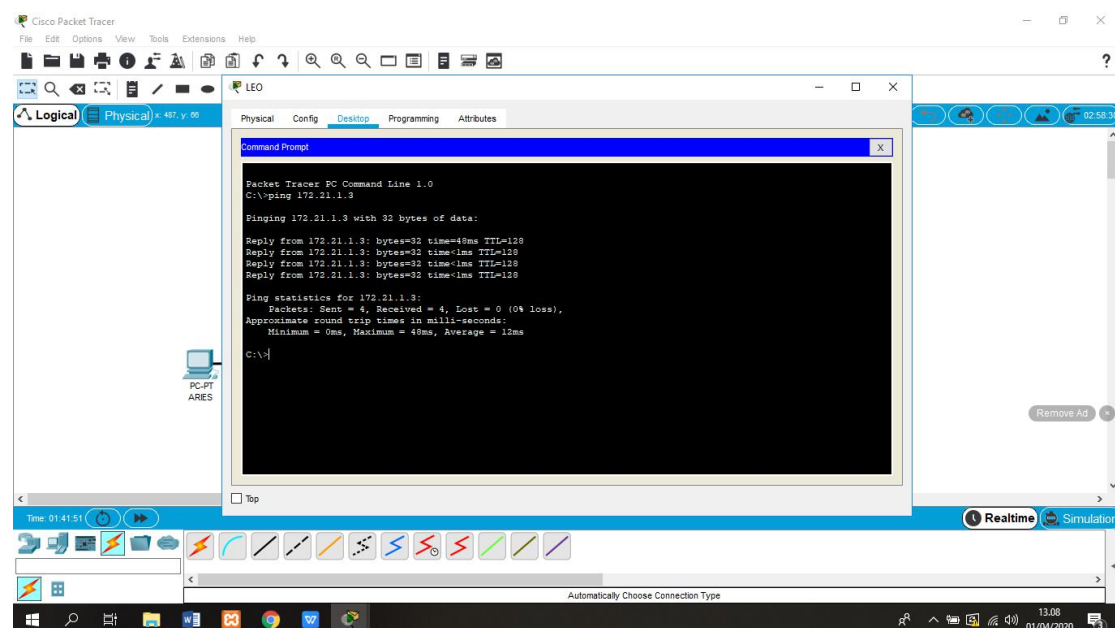 Cisco Packet Tracer
File Edit Options View Tools Extensions Help
?
LEO
Logical Physical x: 487, y: 66
02:58:30
Physical Config Desktop Programming Attributes
Command Prompt
X
Packet Tracer PC Command Line 1.0
C:\>ping 172.21.1.3
Pinging 172.21.1.3 with 32 bytes of data:
Reply from 172.21.1.3: bytes=32 time=48ms TTL=128
Reply from 172.21.1.3: bytes=32 time<1ms TTL=128
Reply from 172.21.1.3: bytes=32 time<1ms TTL=128
Reply from 172.21.1.3: bytes=32 time<1ms TTL=128
Ping statistics for 172.21.1.3:
Packets: Sent = 4, Received = 4, Lost = 0 (0% loss),
Approximate round trip times in milli-seconds:
Minimum = 0ms, Maximum = 48ms, Average = 12ms
C:\>
PC-PT
ARIES
Remove Ad
Top
Time: 01:41:51
Realtime Simulation
Automatically Choose Connection Type
13.08
01/04/2020